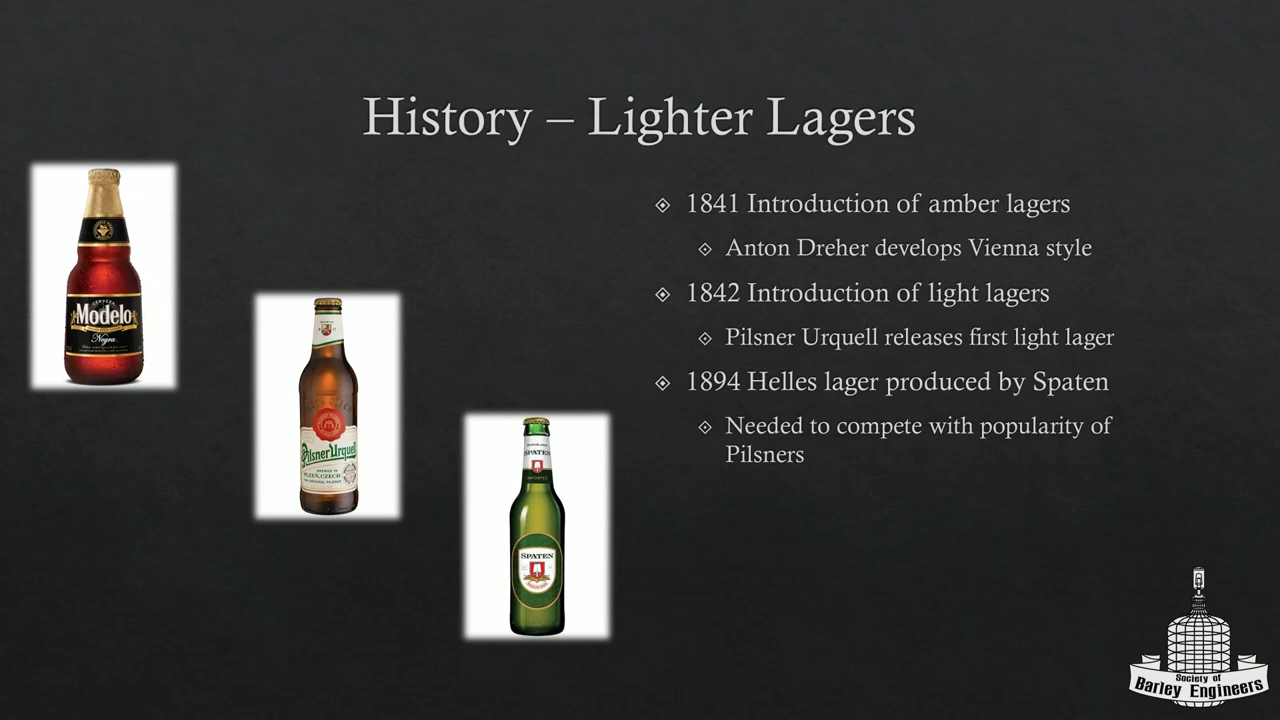 History – Lighter Lagers
1841 Introduction of amber lagers
Anton Dreher develops Vienna style
1842 Introduction of light lagers
Pilsner Urquell releases first light lager
1894 Helles lager produced by Spaten
Needed to compete with popularity of
Pilsners
CERVEZA
Modelo
Negra
Pilsner Urquell
BREWED IN
PLZEŇ, CZECH
SPATEN
IMPORTED
SPATEN
Society of
Barley Engineers